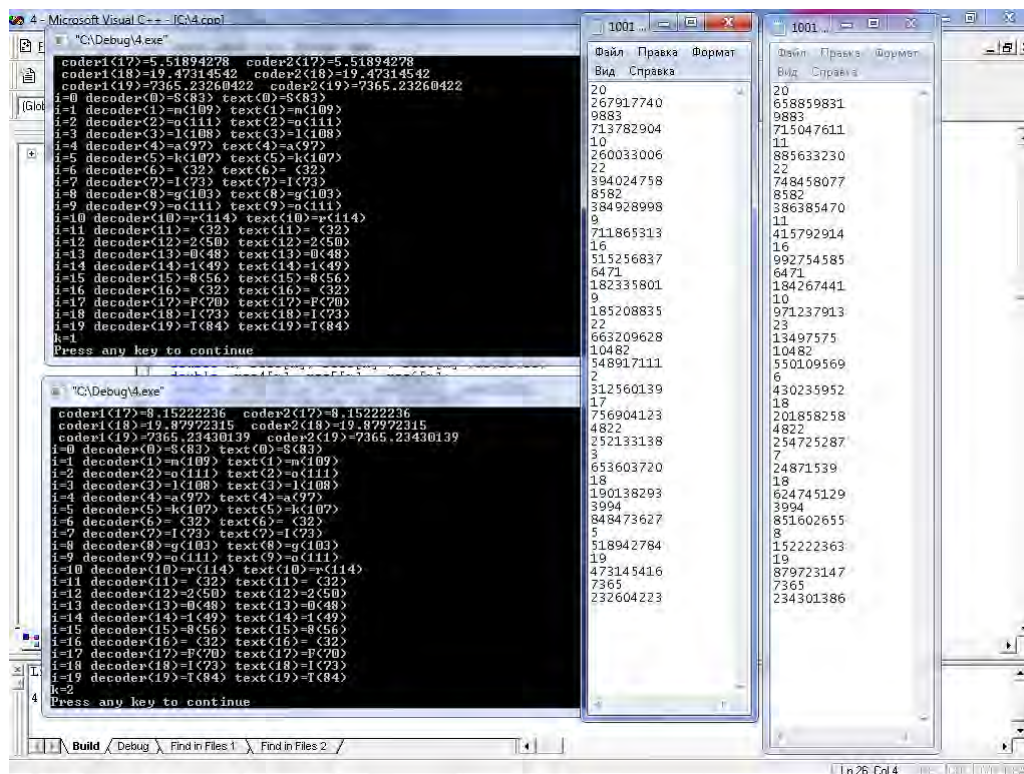 4 - Microsoft Visual C++ - [C:\4.cpp]
"C:\Debug\4.exe"
coder1(17)=5.51894278 coder2(17)=5.51894278
coder1(18)=19.47314542 coder2(18)=19.47314542
coder1(19)=7365.23260422 coder2(19)=7365.23260422
i=0 decoder(0)=S(83) text(0)=S(83)
i=1 decoder(1)=m(109) text(1)=m(109)
i=2 decoder(2)=o(111) text(2)=o(111)
i=3 decoder(3)=l(108) text(3)=l(108)
i=4 decoder(4)=a(97) text(4)=a(97)
i=5 decoder(5)=k(107) text(5)=k(107)
i=6 decoder(6)= (32) text(6)= (32)
i=7 decoder(7)=I(73) text(7)=I(73)
i=8 decoder(8)=g(103) text(8)=g(103)
i=9 decoder(9)=o(111) text(9)=o(111)
i=10 decoder(10)=r(114) text(10)=r(114)
i=11 decoder(11)= (32) text(11)= (32)
i=12 decoder(12)=2(50) text(12)=2(50)
i=13 decoder(13)=0(48) text(13)=0(48)
i=14 decoder(14)=1(49) text(14)=1(49)
i=15 decoder(15)=8(56) text(15)=8(56)
i=16 decoder(16)= (32) text(16)= (32)
i=17 decoder(17)=F(70) text(17)=F(70)
i=18 decoder(18)=I(73) text(18)=I(73)
i=19 decoder(19)=T(84) text(19)=T(84)
k=1
Press any key to continue
"C:\Debug\4.exe"
coder1(17)=8.15222236 coder2(17)=8.15222236
coder1(18)=19.87972315 coder2(18)=19.87972315
coder1(19)=7365.23430139 coder2(19)=7365.23430139
i=0 decoder(0)=S(83) text(0)=S(83)
i=1 decoder(1)=m(109) text(1)=m(109)
i=2 decoder(2)=o(111) text(2)=o(111)
i=3 decoder(3)=l(108) text(3)=l(108)
i=4 decoder(4)=a(97) text(4)=a(97)
i=5 decoder(5)=k(107) text(5)=k(107)
i=6 decoder(6)= (32) text(6)= (32)
i=7 decoder(7)=I(73) text(7)=I(73)
i=8 decoder(8)=g(103) text(8)=g(103)
i=9 decoder(9)=o(111) text(9)=o(111)
i=10 decoder(10)=r(114) text(10)=r(114)
i=11 decoder(11)= (32) text(11)= (32)
i=12 decoder(12)=2(50) text(12)=2(50)
i=13 decoder(13)=0(48) text(13)=0(48)
i=14 decoder(14)=1(49) text(14)=1(49)
i=15 decoder(15)=8(56) text(15)=8(56)
i=16 decoder(16)= (32) text(16)= (32)
i=17 decoder(17)=F(70) text(17)=F(70)
i=18 decoder(18)=I(73) text(18)=I(73)
i=19 decoder(19)=T(84) text(19)=T(84)
k=2
Press any key to continue
1001 ...
Файл Правка Формат
Вид Справка
20
267917740
9883
713782904
10
260033006
22
394024758
8582
384928998
9
711865313
16
515256837
6471
182335801
9
185208835
22
663209628
10482
548917111
2
312560139
17
756904123
4822
252133138
3
653603720
18
190138293
3994
848473627
5
518942784
19
473145416
7365
232604223
1001 ...
Файл Правка Формат
Вид Справка
20
658859831
9883
715047611
11
885633230
22
748458077
8582
386385470
11
415792914
16
992754585
6471
184267441
10
971237913
23
13497575
10482
550109569
6
430235952
18
201858258
4822
254725287
7
24871539
18
624745129
3994
851602655
8
152222363
19
879723147
7365
234301386
(Glob
4
Build Debug Find in Files 1 Find in Files 2
Ln 26, Col 4